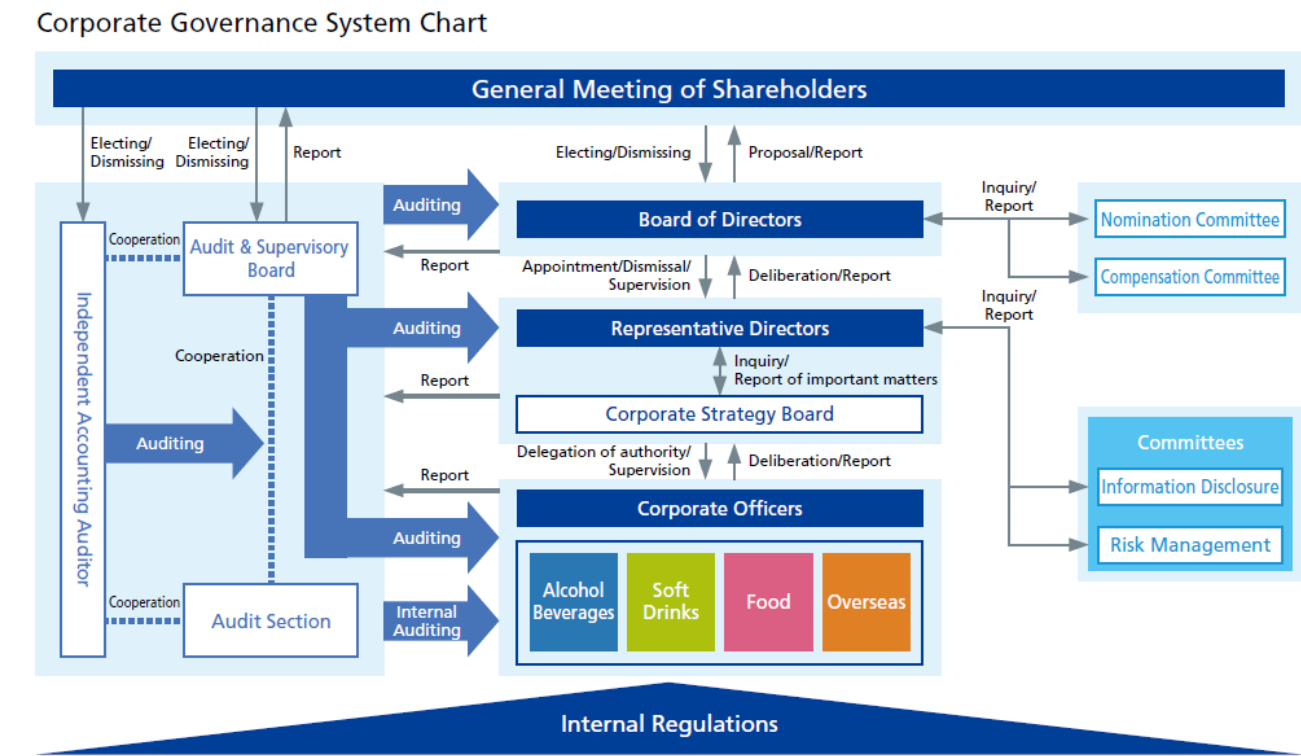 Corporate Governance System Chart
General Meeting of Shareholders
Electing/
Dismissing
Electing/
Dismissing
Report
Electing/Dismissing
Proposal/Report
Auditing
Board of Directors
Inquiry/
Report
Nomination Committee
Compensation Committee
Cooperation
Audit & Supervisory
Board
Report
Appointment/Dismissal/
Supervision
Deliberation/Report
Independent Accounting Auditor
Cooperation
Auditing
Representative Directors
Inquiry/
Report
Inquiry/
Report of important matters
Report
Corporate Strategy Board
Auditing
Delegation of authority/
Supervision
Deliberation/Report
Committees
Information Disclosure
Risk Management
Report
Corporate Officers
Auditing
Alcohol
Beverages
Soft
Drinks
Food
Overseas
Cooperation
Audit Section
Internal
Auditing
Internal Regulations